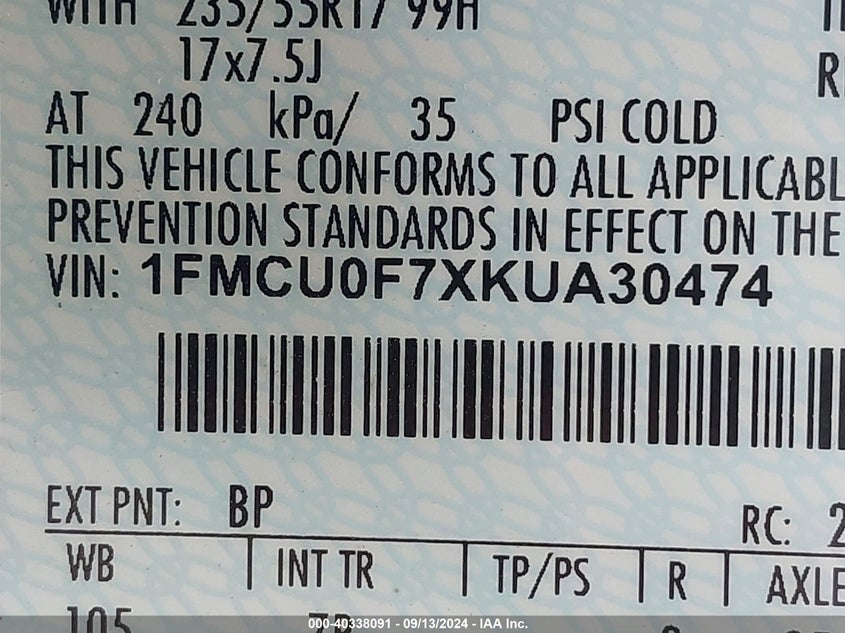 WITH 235/55R17 99H
17x7.5J
AT 240 kPa/ 35 PSI COLD
THIS VEHICLE CONFORMS TO ALL
PREVENTION STANDARDS IN EFFECT ON THE
VIN: 1FMCU0F7XKUA30474
EXT PNT: BP
RC:
WB INT TR TP/PS R AXLE
105
000-40338091 - 09/13/2024 - IAA Inc.